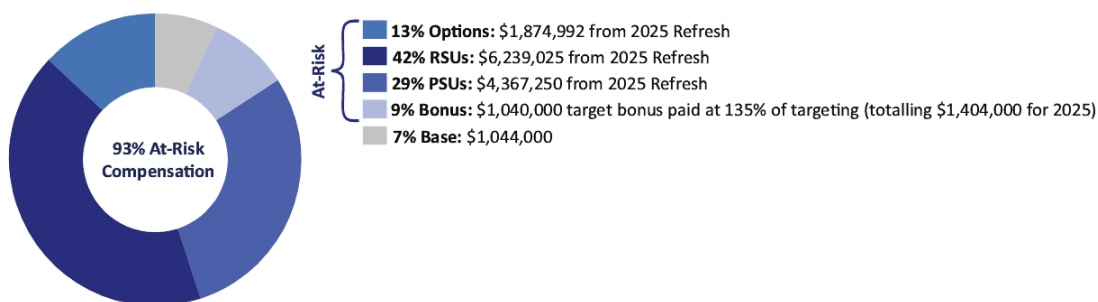 93% At-Risk
Compensation
At-Risk
13% Options: $1,874,992 from 2025 Refresh
42% RSUs: $6,239,025 from 2025 Refresh
29% PSUs: $4,367,250 from 2025 Refresh
9% Bonus: $1,040,000 target bonus paid at 135% of targeting (totalling $1,404,000 for 2025)
7% Base: $1,044,000